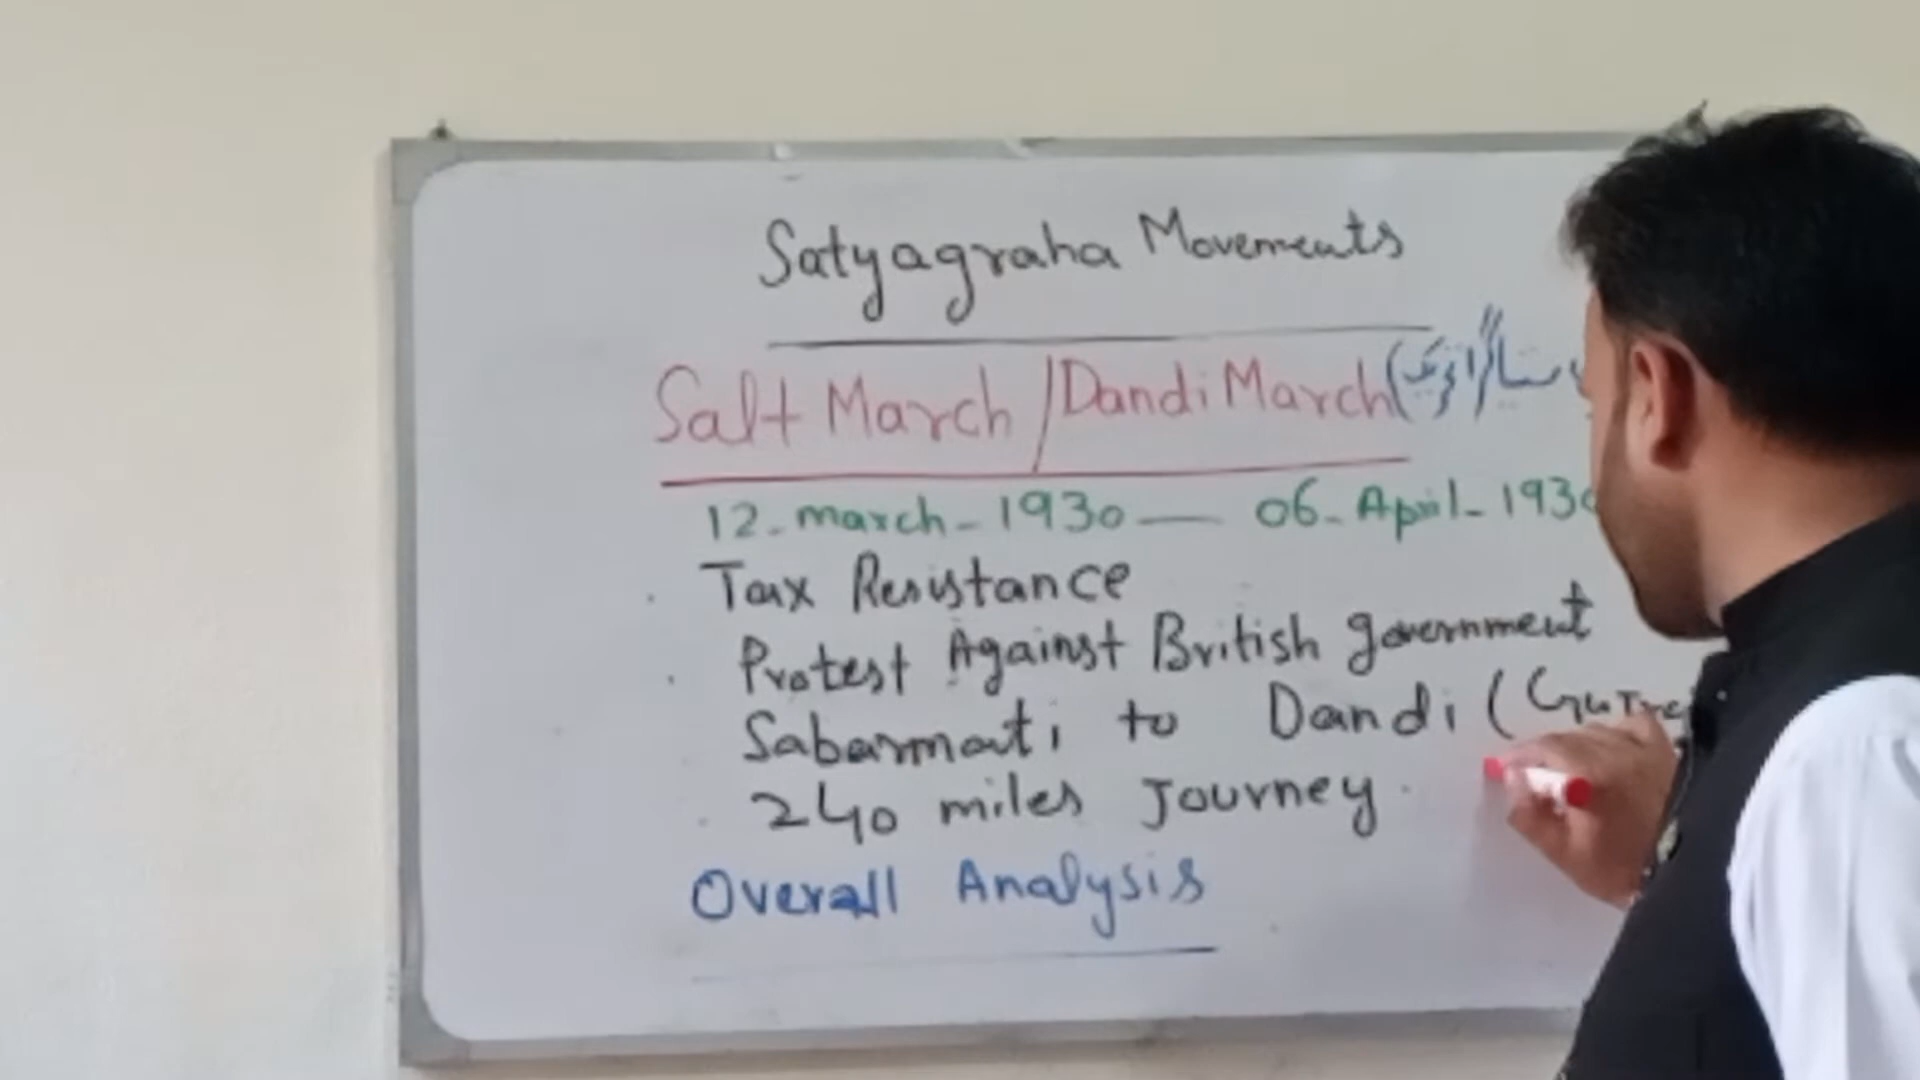 Satyagraha Movements
Salt March / Dandi March (
12-march-1930 — 06-April-1930
Tax Resistance
Protest Against British government
Sabarmati to Dandi (
240 miles Journey.
Overall Analysis